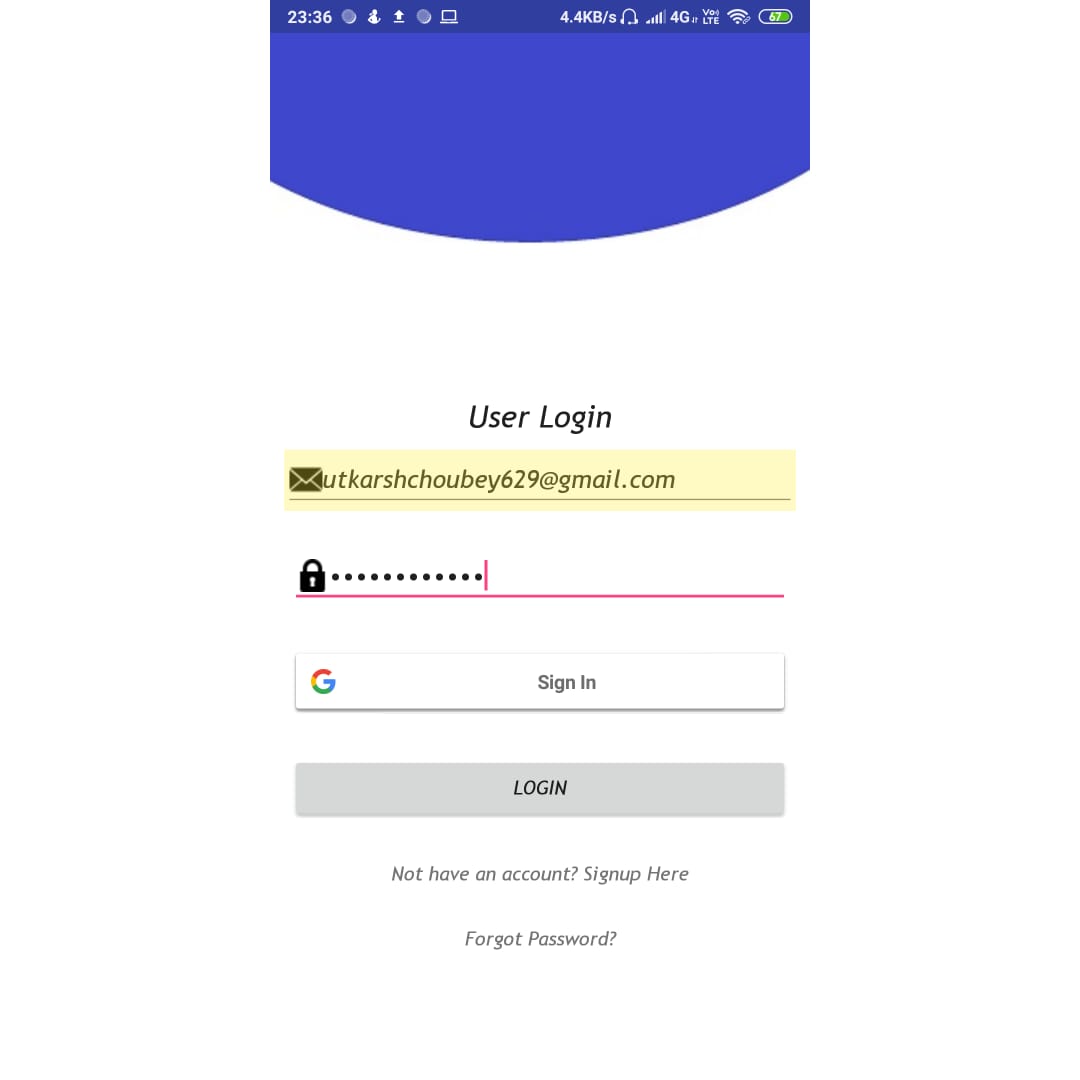 23:36 4.4KB/s 4G Vo) LTE 67
User Login
utkarshchoubey629@gmail.com
••••••••••••
Sign In
LOGIN
Not have an account? Signup Here
Forgot Password?